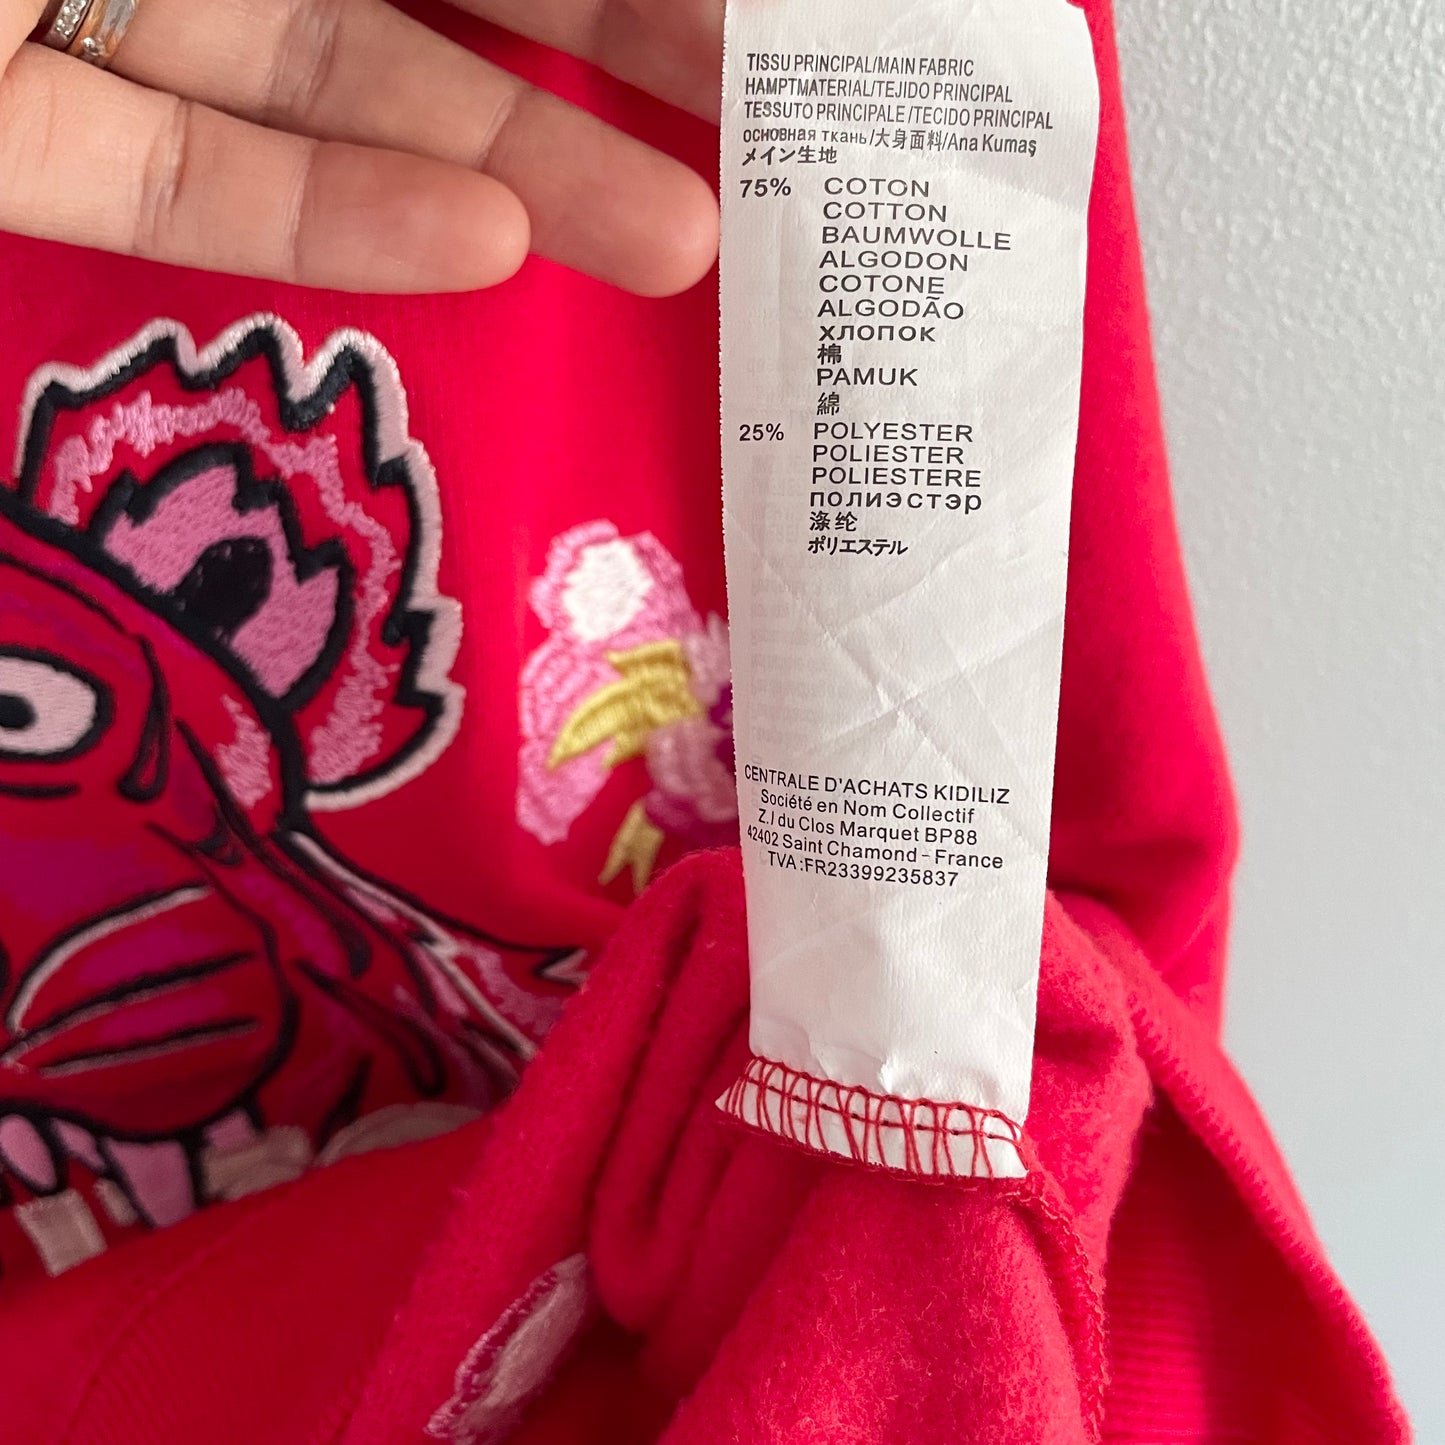 TISSU PRINCIPAL/MAIN FABRIC
HAMPTMATERIAL/TEJIDO PRINCIPAL
TESSUTO PRINCIPALE/TECIDO PRINCIPAL
основная ткань/大身面料/Ana Kumaş
メイン生地
75% COTON
COTTON
BAUMWOLLE
ALGODON
COTONE
ALGODÃO
хлопок
棉
PAMUK
綿
25% POLYESTER
POLIESTER
POLIESTERE
полиэстэр
涤纶
ポリエステル
CENTRALE D'ACHATS KIDILIZ
Société en Nom Collectif
Z.I du Clos Marquet BP88
42402 Saint Chamond - France
TVA:FR23399235837